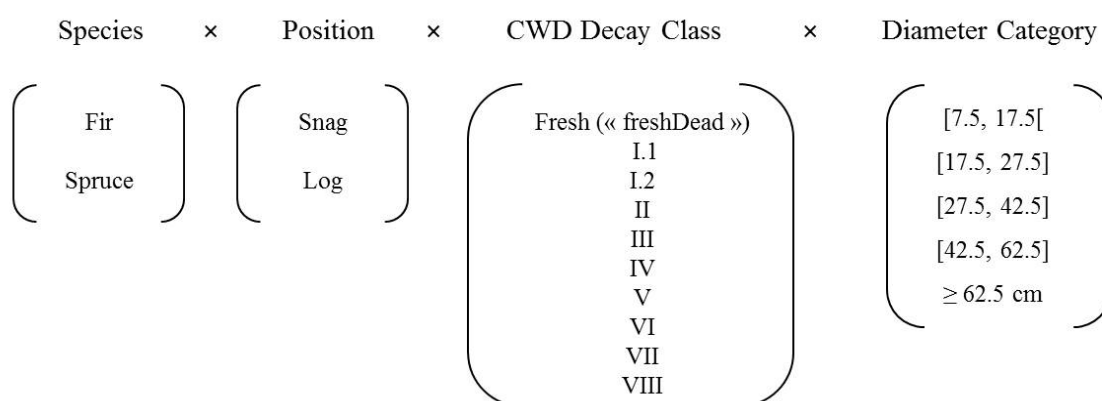 Species × Position × CWD Decay Class × Diameter Category
Fir
Spruce
Snag
Log
Fresh (« freshDead »)
I.1
I.2
II
III
IV
V
VI
VII
VIII
[7.5, 17.5[
[17.5, 27.5]
[27.5, 42.5]
[42.5, 62.5]
≥ 62.5 cm